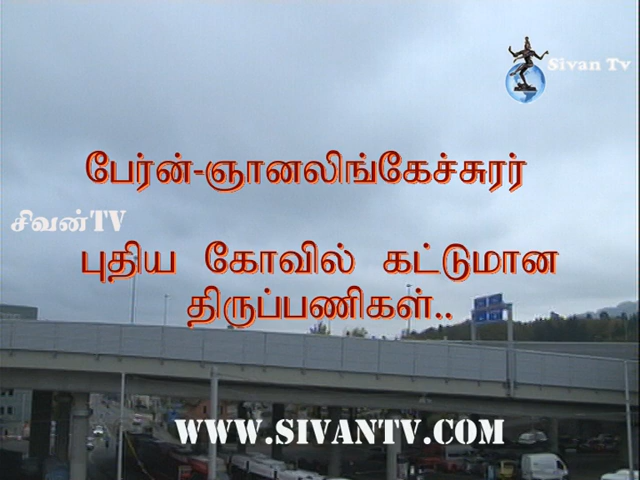 Sivan Tv
பேர்ன்-ஞானலிங்கேச்சுரர்
சிவன்TV
புதிய கோவில் கட்டுமான
திருப்பணிகள்..
WWW.SIVANTV.COM